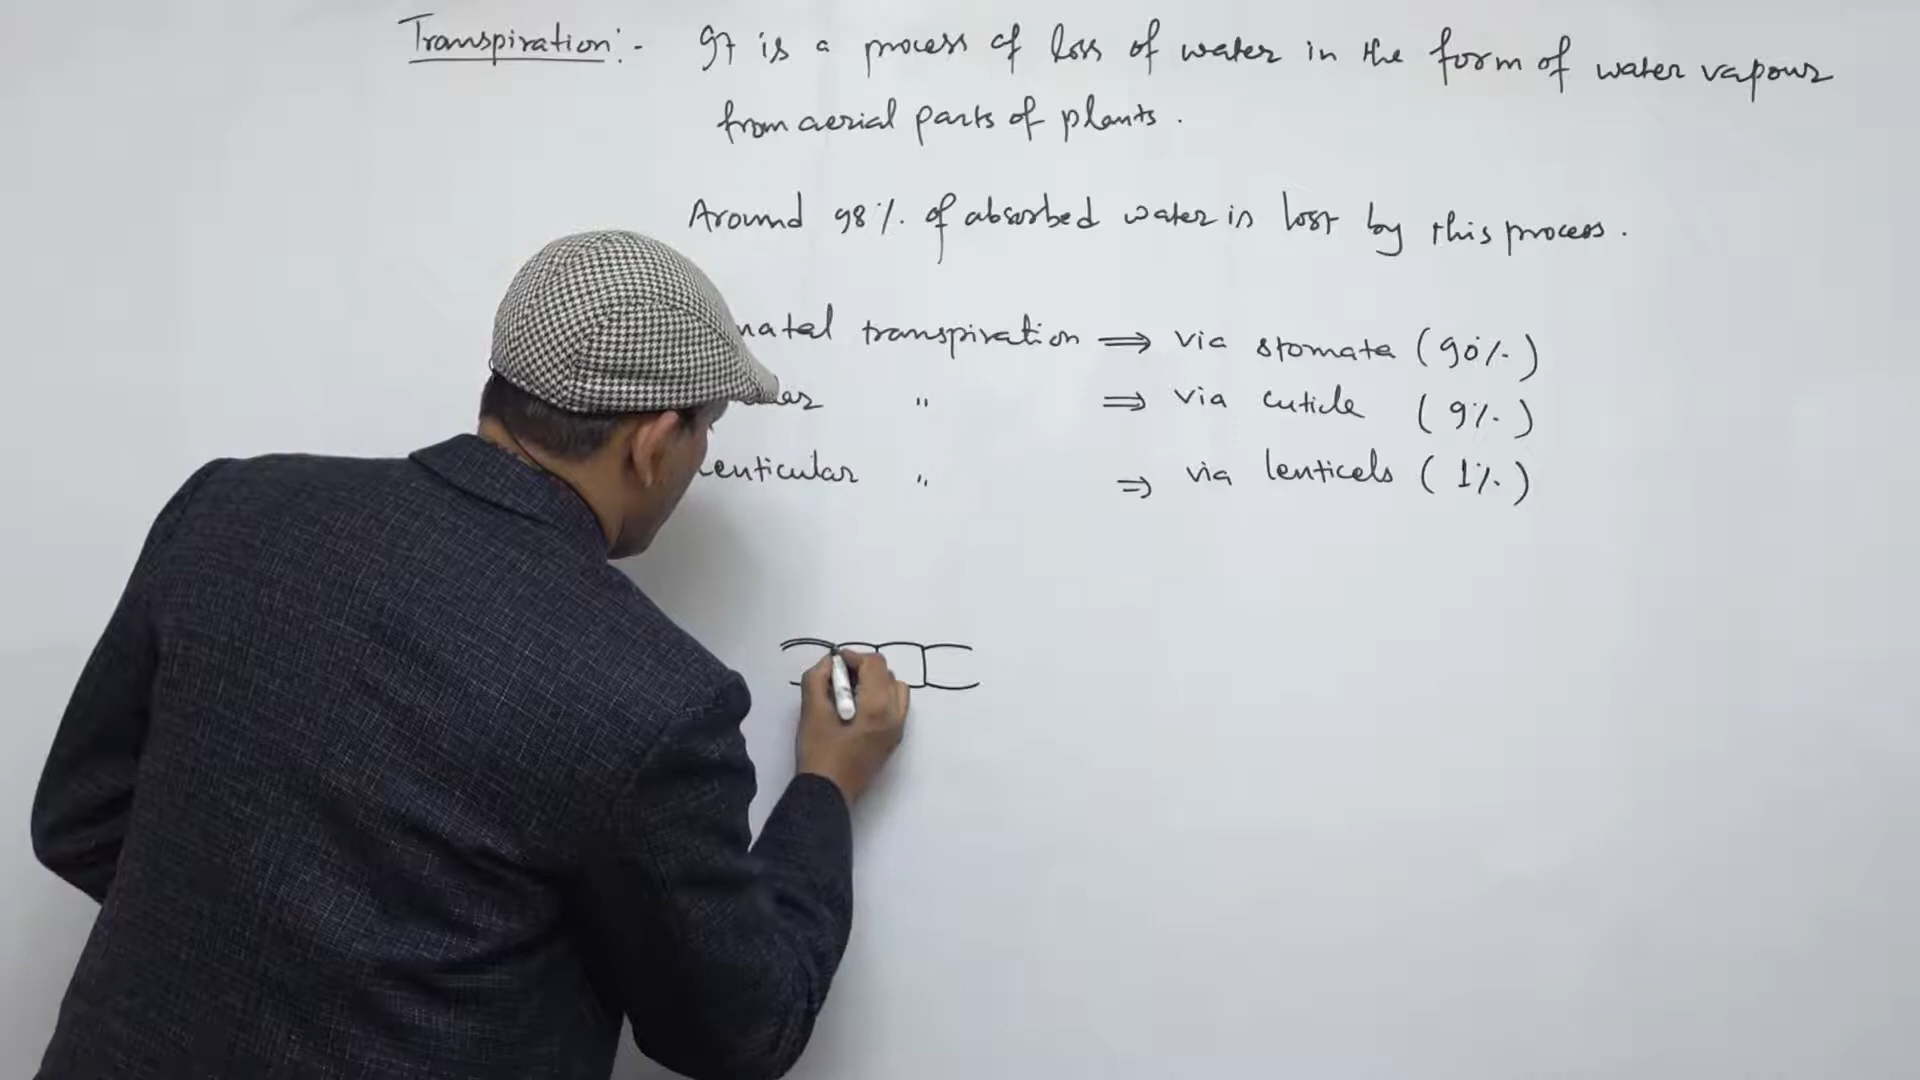 Transpiration :- It is a process of loss of water in the form of water vapour
from aerial parts of plants.
Around 98% of absorbed water is lost by this process.
matal transpiration ⇒ via stomata (90%)
" ⇒ via cuticle (9%)
Lenticular " ⇒ via lenticels (1%)